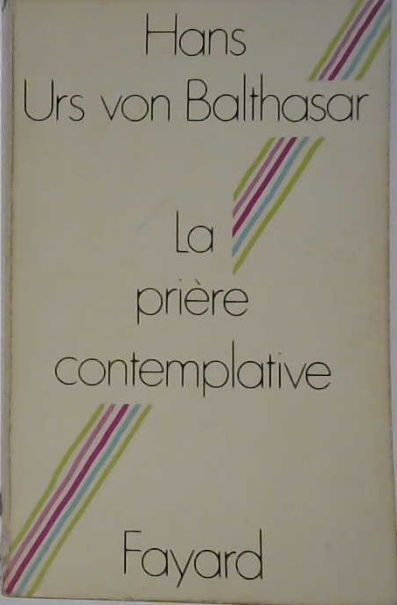 Hans
Urs von Balthasar
La
prière
contemplative
Fayard